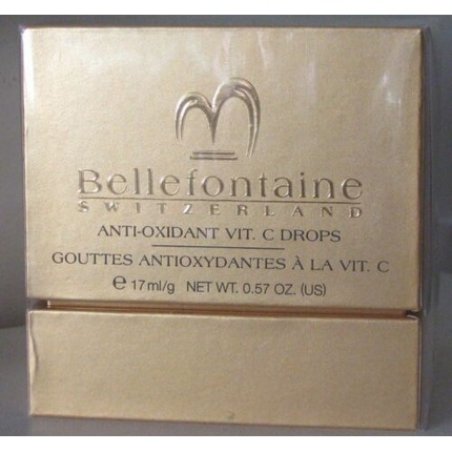 Bellefontaine
SWITZERLAND
ANTI-OXIDANT VIT. C DROPS
GOUTTES ANTIOXYDANTES À LA VIT. C
℮ 17 ml/g NET WT. 0.57 OZ. (US)